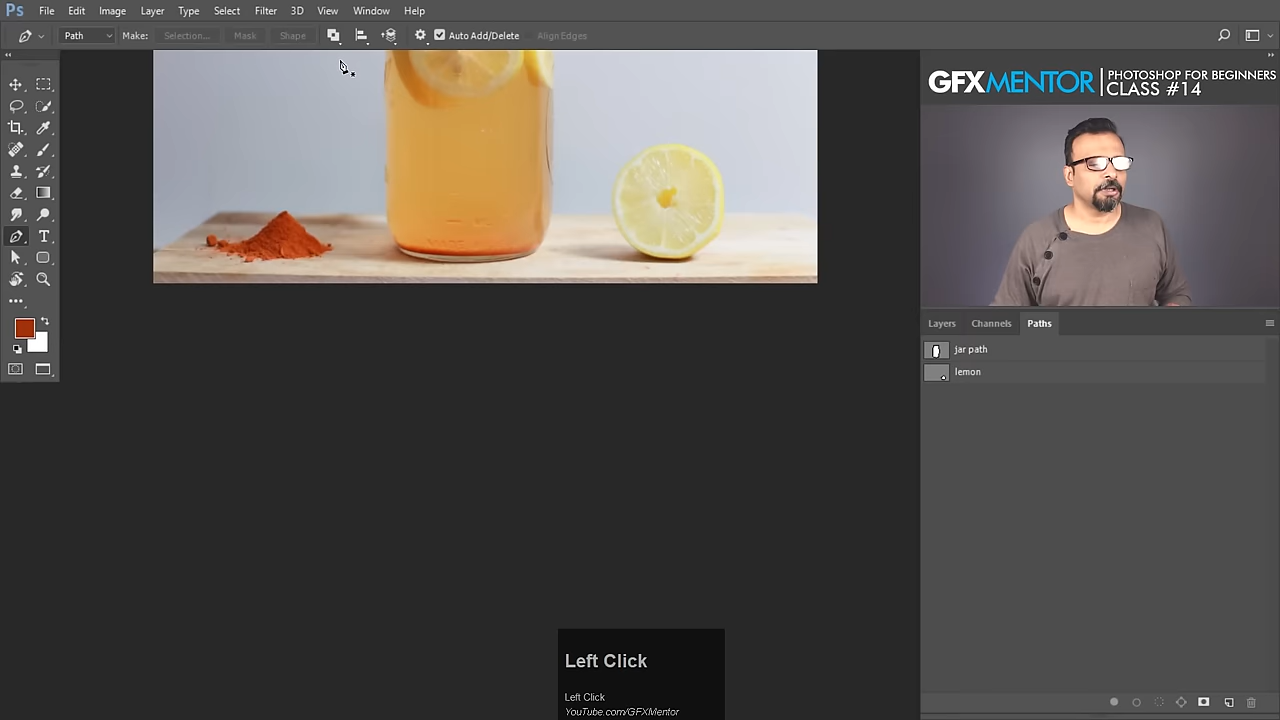 Ps File Edit Image Layer Type Select Filter 3D View Window Help
Path Make: Selection... Mask Shape Auto Add/Delete Align Edges
GFXMENTOR PHOTOSHOP FOR BEGINNERS
CLASS #14
T
Layers Channels Paths
jar path
lemon
Left Click
Left Click
YouTube.com/GFXMentor